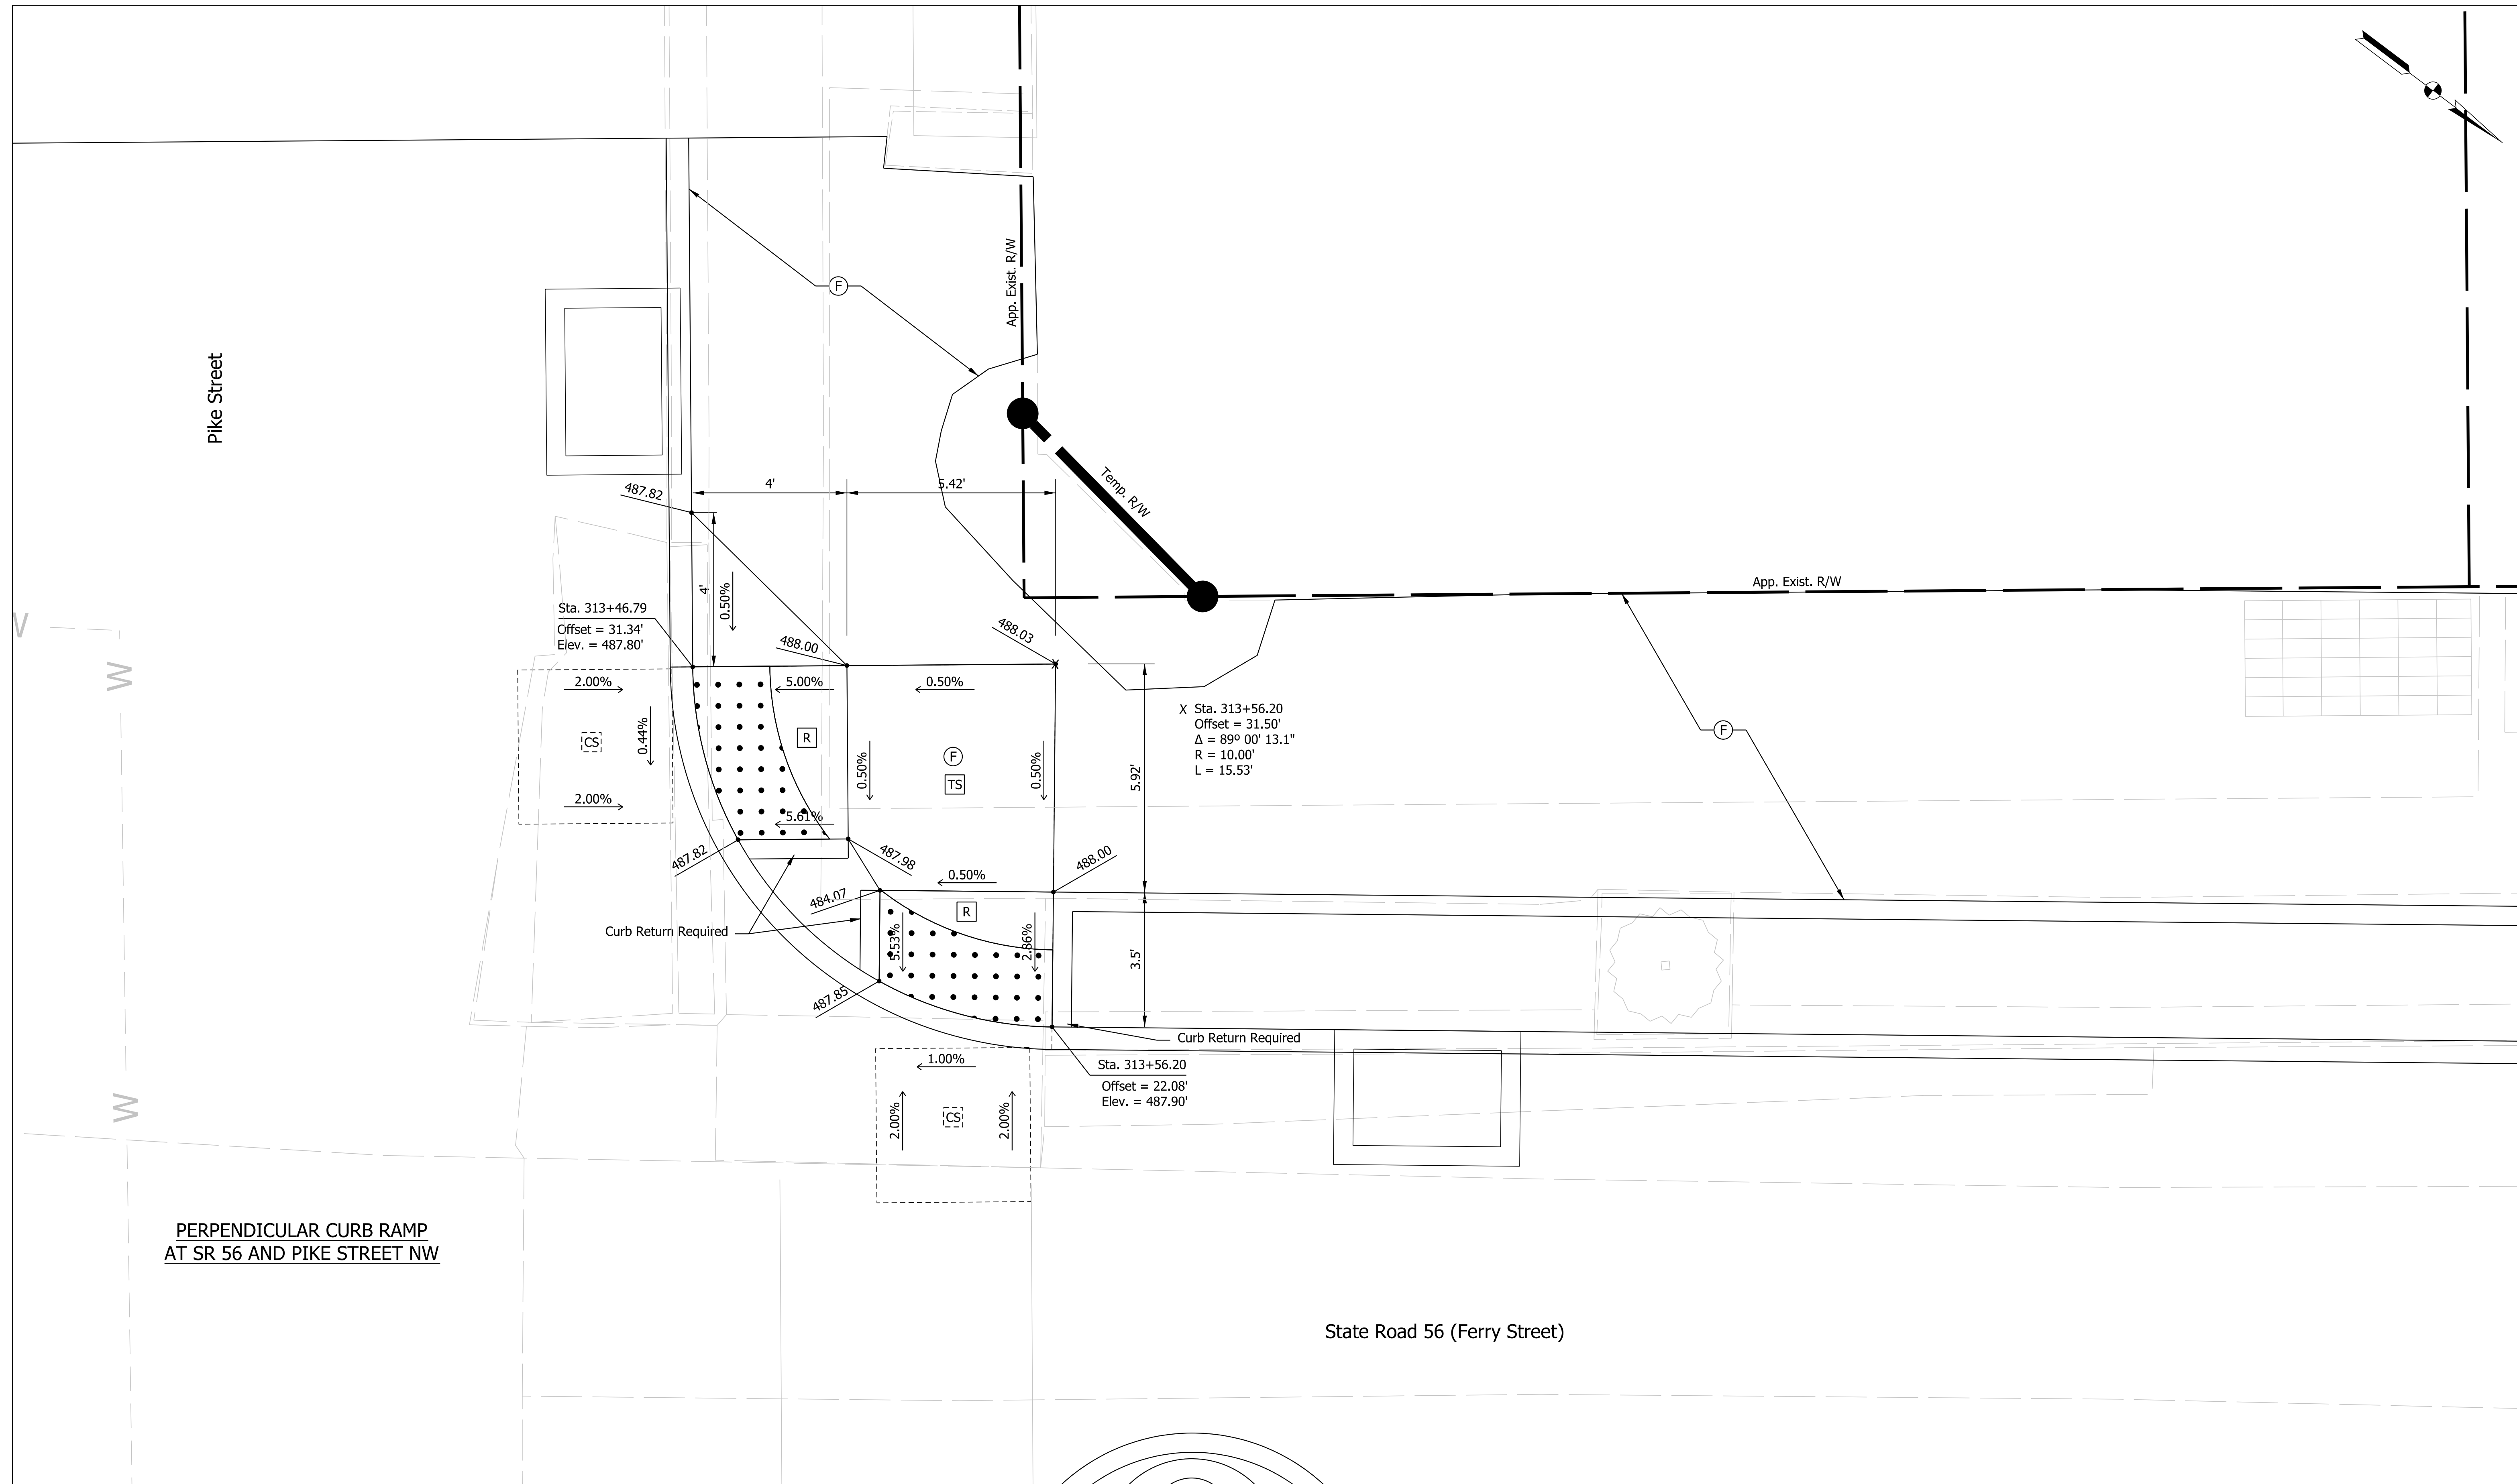 App. Exist. R/W
F
Pike Street
Temp. R/W
4'
5.42'
487.82
4'
0.50%
App. Exist. R/W
Sta. 313+46.79
Offset = 31.34'
Elev. = 487.80'
488.00
488.03
W
W
2.00%
5.00%
0.50%
0.44%
CS
R
2.00%
5.61%
0.50%
F
TS
0.50%
X Sta. 313+56.20
Offset = 31.50'
Δ = 89º 00' 13.1"
R = 10.00'
L = 15.53'
F
5.92'
487.82
487.98
488.00
0.50%
484.07
R
Curb Return Required
5.53%
2.86%
3.5'
487.85
Curb Return Required
1.00%
Sta. 313+56.20
Offset = 22.08'
Elev. = 487.90'
2.00%
CS
2.00%
W
PERPENDICULAR CURB RAMP
AT SR 56 AND PIKE STREET NW
State Road 56 (Ferry Street)